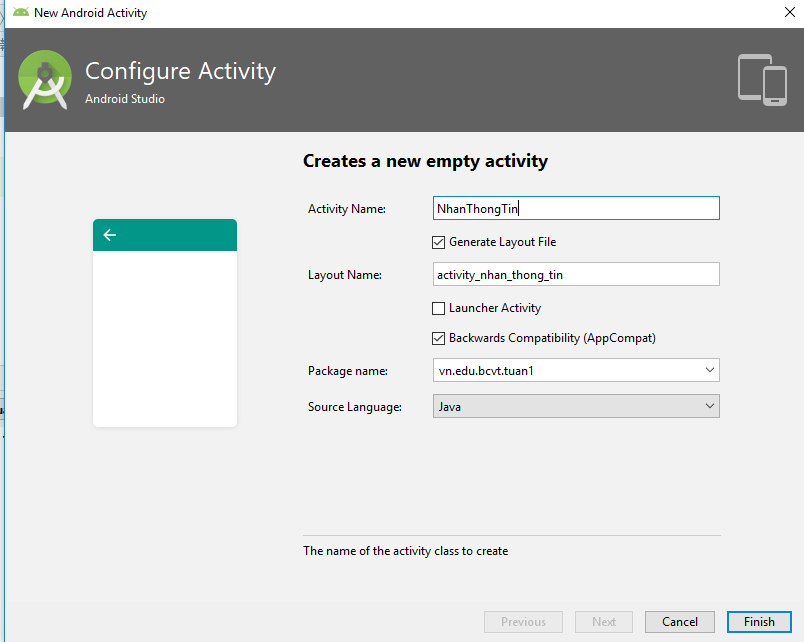 New Android Activity
Configure Activity
Android Studio
Creates a new empty activity
Activity Name: NhanThongTin
Generate Layout File
Layout Name: activity_nhan_thong_tin
Launcher Activity
Backwards Compatibility (AppCompat)
Package name: vn.edu.bcvt.tuan1
Source Language: Java
The name of the activity class to create
Previous Next Cancel Finish